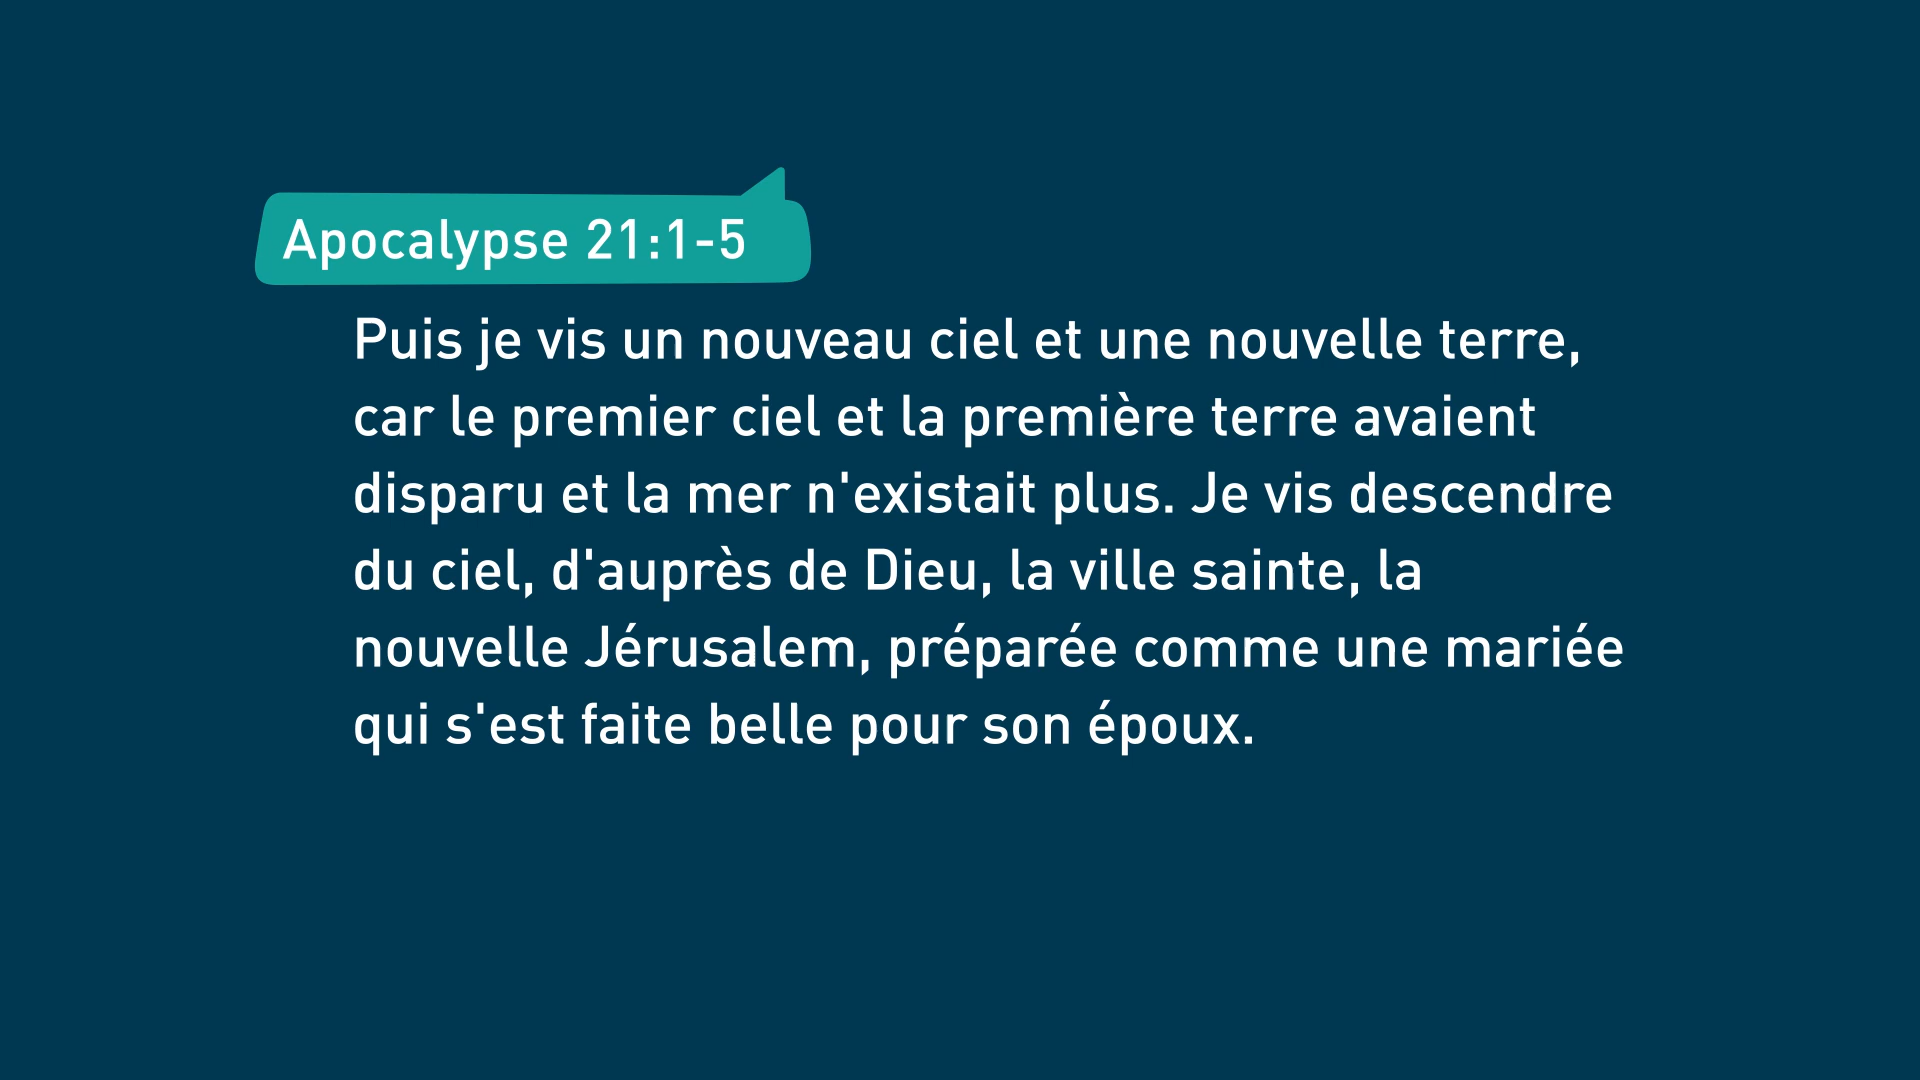 Apocalypse 21:1-5
Puis je vis un nouveau ciel et une nouvelle terre,
car le premier ciel et la première terre avaient
disparu et la mer n'existait plus. Je vis descendre
du ciel, d'auprès de Dieu, la ville sainte, la
nouvelle Jérusalem, préparée comme une mariée
qui s'est faite belle pour son époux.